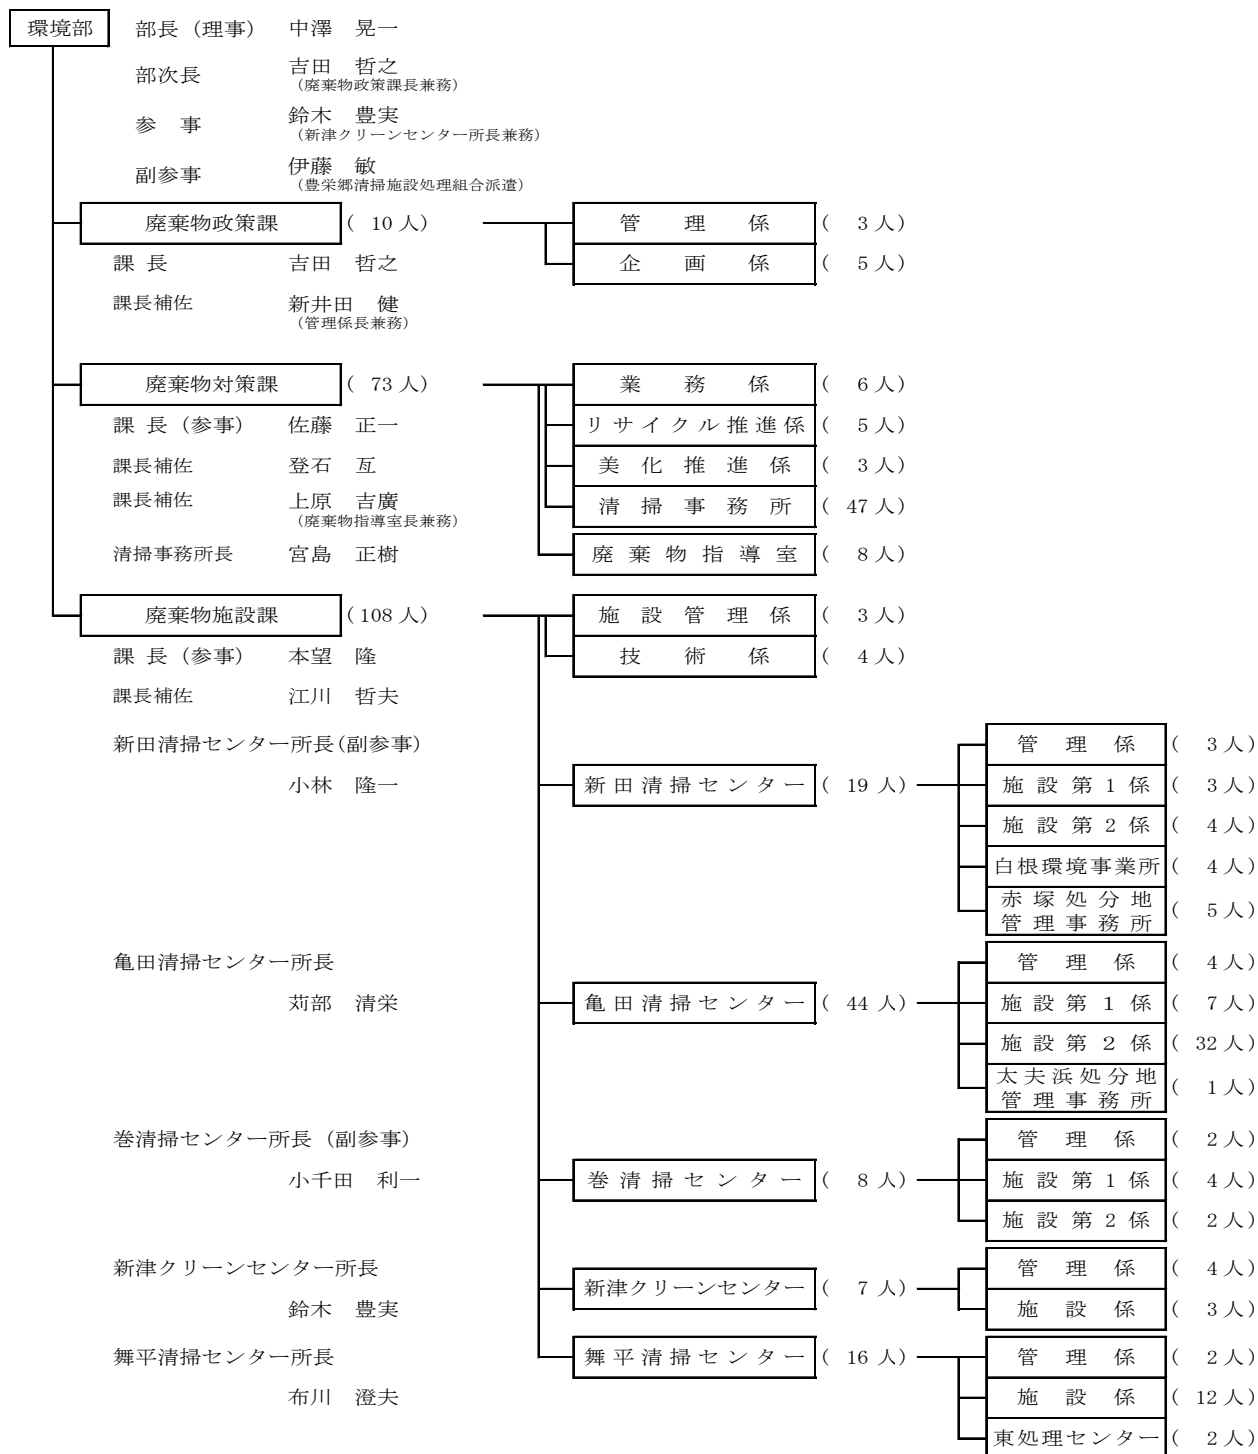 環境部 部長（理事） 中澤 晃一
部次長 吉田 哲之
（廃棄物政策課長兼務）
参 事 鈴木 豊実
（新津クリーンセンター所長兼務）
副参事 伊藤 敏
（豊栄郷清掃施設処理組合派遣）
廃棄物政策課 （ 10 人） 管 理 係 （ 3 人）
課 長 吉田 哲之 企 画 係 （ 5 人）
課長補佐 新井田 健
（管理係長兼務）
廃棄物対策課 （ 73 人） 業 務 係 （ 6 人）
課 長（参事） 佐藤 正一 リサイクル推進係 （ 5 人）
課長補佐 登石 亙 美 化 推 進 係 （ 3 人）
課長補佐 上原 吉廣 清 掃 事 務 所 （ 47 人）
（廃棄物指導室長兼務）
清掃事務所長 宮島 正樹 廃 棄 物 指 導 室 （ 8 人）
廃棄物施設課 （108 人） 施 設 管 理 係 （ 3 人）
課 長（参事） 本望 隆 技 術 係 （ 4 人）
課長補佐 江川 哲夫
新田清掃センター所長（副参事） 管 理 係 （ 3 人）
小林 隆一 新田清掃センター （ 19 人） 施 設 第 1 係 （ 3 人）
施 設 第 2 係 （ 4 人）
白根環境事業所 （ 4 人）
赤 塚 処 分 地
管 理 事 務 所 （ 5 人）
亀田清掃センター所長 管 理 係 （ 4 人）
苅部 清栄 亀田清掃センター （ 44 人） 施 設 第 1 係 （ 7 人）
施 設 第 2 係 （ 32 人）
太夫浜処分地
管 理 事 務 所 （ 1 人）
巻清掃センター所長（副参事） 管 理 係 （ 2 人）
小千田 利一 巻清掃センター （ 8 人） 施 設 第 1 係 （ 4 人）
施 設 第 2 係 （ 2 人）
新津クリーンセンター所長 管 理 係 （ 4 人）
鈴木 豊実 新津クリーンセンター （ 7 人） 施 設 係 （ 3 人）
舞平清掃センター所長 舞平清掃センター （ 16 人） 管 理 係 （ 2 人）
布川 澄夫 施 設 係 （ 12 人）
東処理センター （ 2 人）